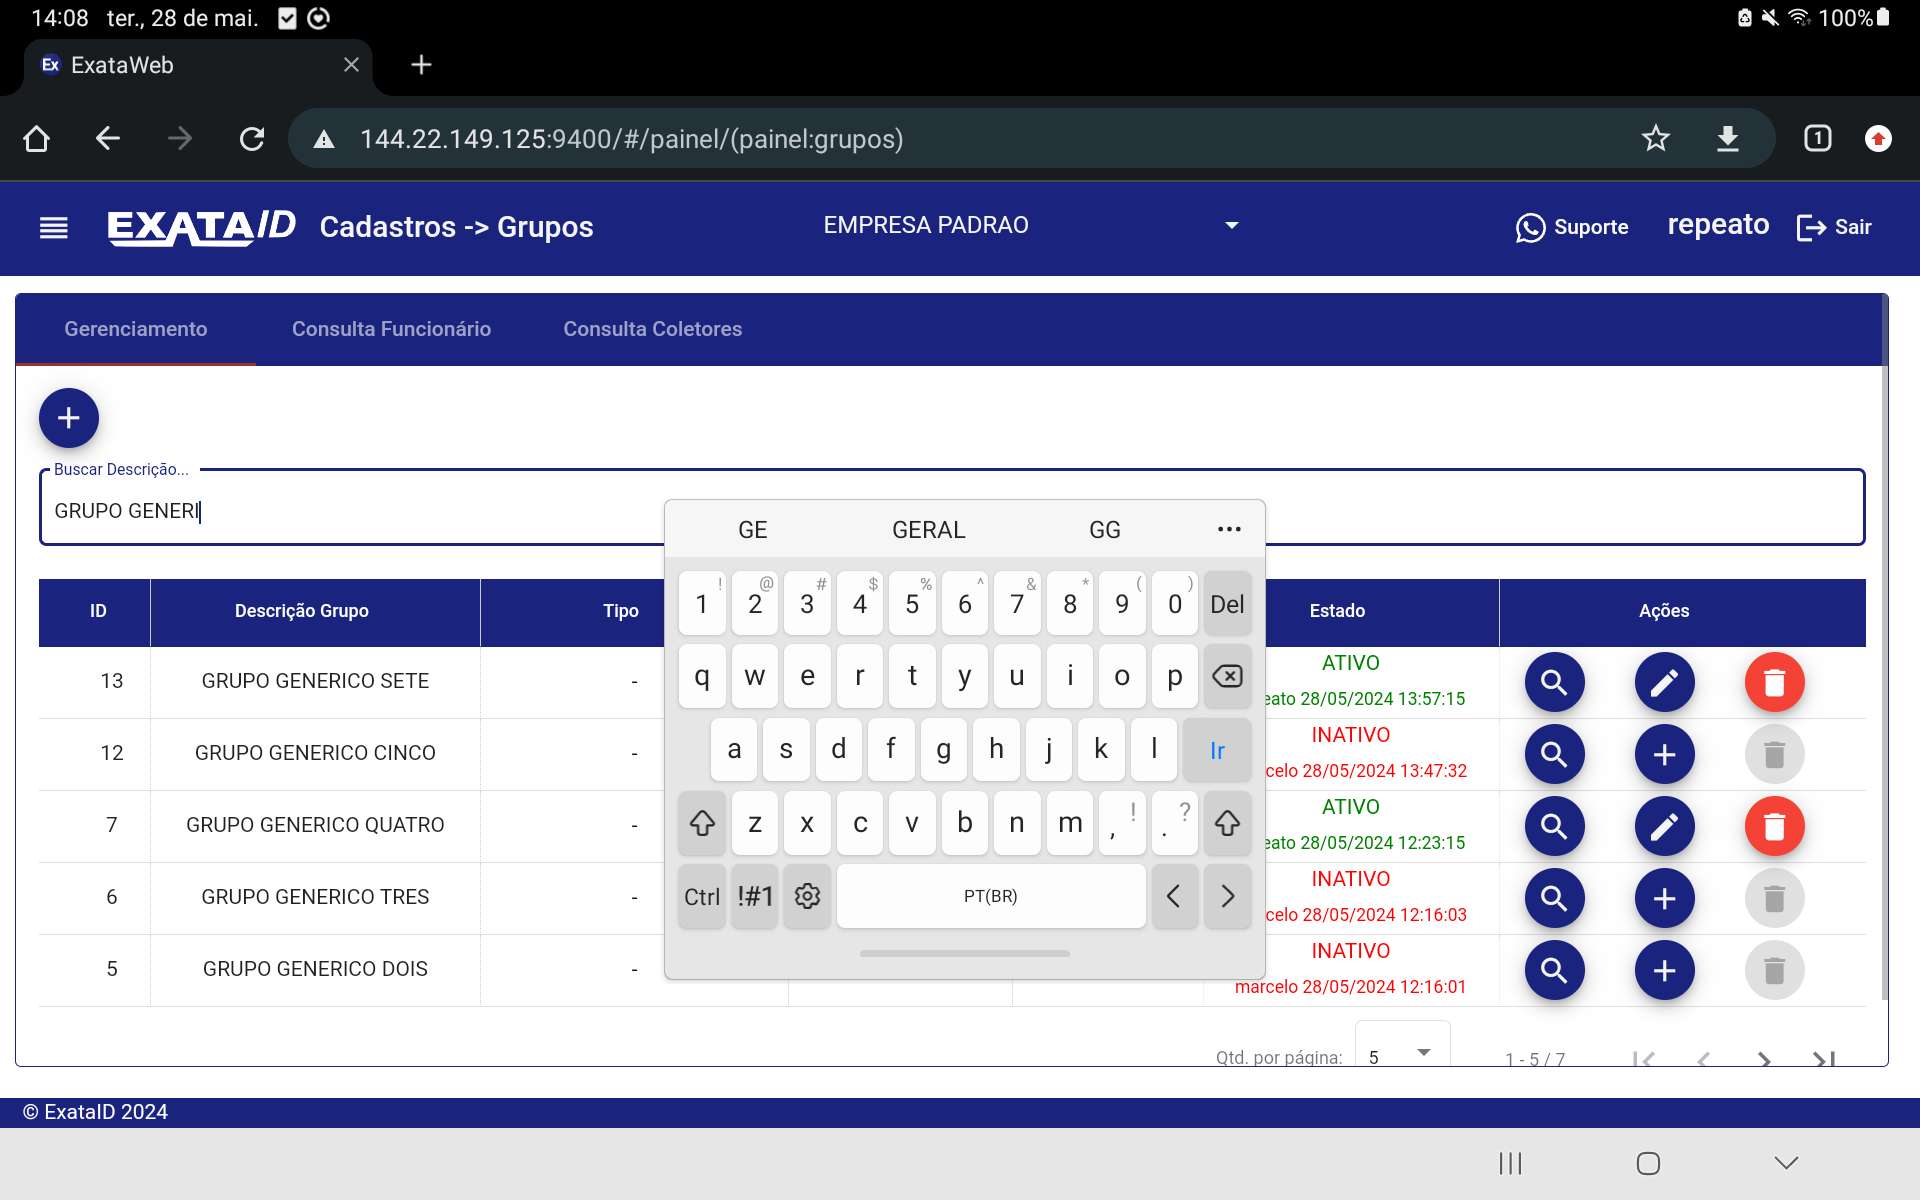 14:08 ter., 28 de mai. 100%
Ex ExataWeb
144.22.149.125:9400/#/painel/(painel:grupos) 1
EXATAID Cadastros -> Grupos EMPRESA PADRAO Suporte repeato Sair
Gerenciamento Consulta Funcionário Consulta Coletores
Buscar Descrição...
GRUPO GENERI
GE GERAL GG
ID Descrição Grupo Tipo Estado Ações
13 GRUPO GENERICO SETE - ATIVO
eato 28/05/2024 13:57:15
12 GRUPO GENERICO CINCO - INATIVO
celo 28/05/2024 13:47:32
7 GRUPO GENERICO QUATRO - ATIVO
eato 28/05/2024 12:23:15
6 GRUPO GENERICO TRES - INATIVO
celo 28/05/2024 12:16:03
5 GRUPO GENERICO DOIS - INATIVO
marcelo 28/05/2024 12:16:01
! @ # $ % ^ & * ( )
1 2 3 4 5 6 7 8 9 0 Del
q w e r t y u i o p
a s d f g h j k l Ir
z x c v b n m , ! . ?
Ctrl !#1 PT(BR) < >
Qtd. por página: 5 1 - 5 / 7
© ExataID 2024